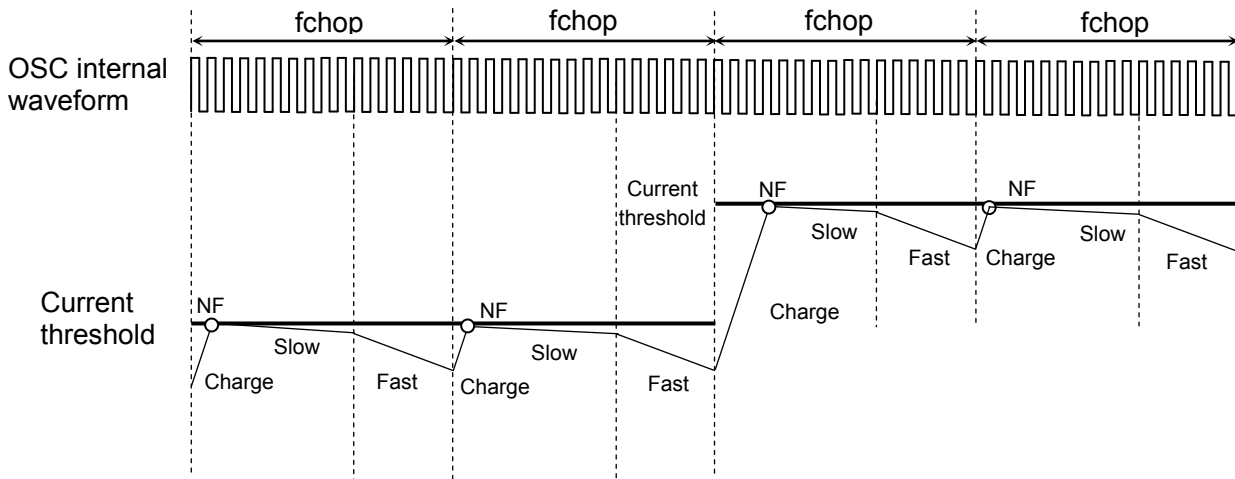 fchop fchop fchop fchop
OSC internal
waveform
Current
threshold
NF
Slow
Fast
Charge
NF
Slow
Fast
Charge
Current
threshold
NF
Slow
Charge
Fast
NF
Slow
Charge
Fast